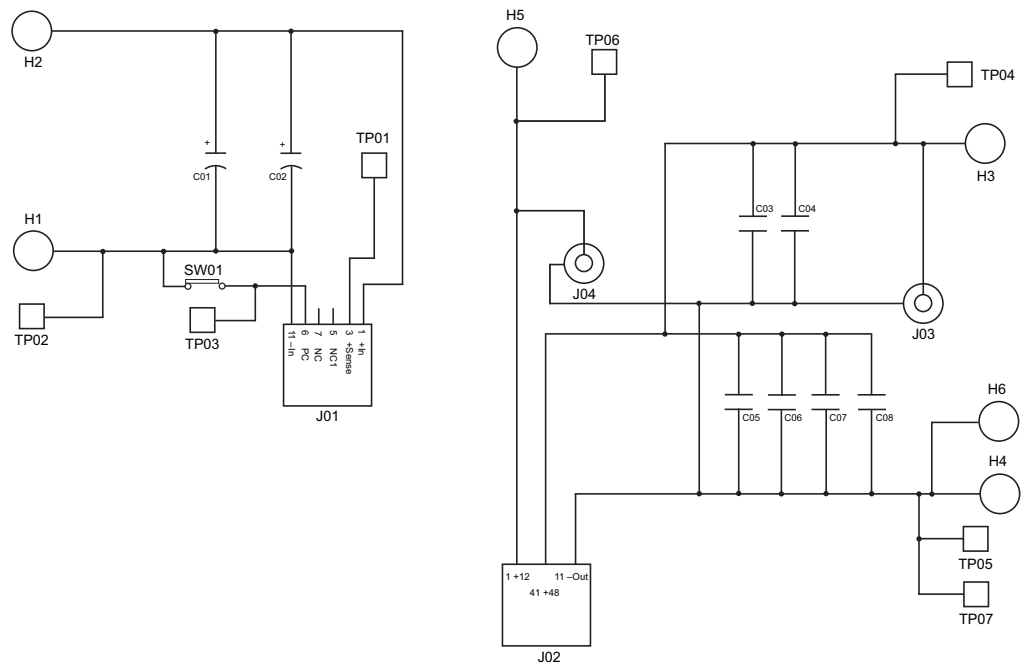 H2
+
C01
+
C02
TP01
H1
SW01
TP02
TP03
11 –In
6 PC
7 NC
5 NC1
3 +Sense
1 +In
J01
H5
TP06
TP04
H3
C03
C04
J04
J03
C05
C06
C07
C08
H6
H4
TP05
TP07
1 +12
11 –Out
41 +48
J02